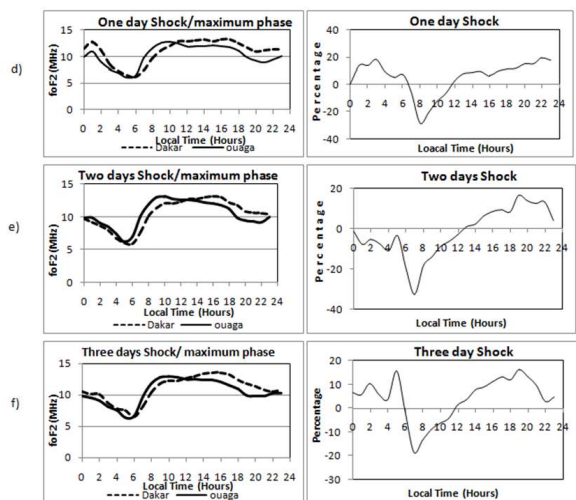 d)
One day Shock/maximum phase
foF2 (MHz)
15
10
5
0
0 2 4 6 8 10 12 14 16 18 20 22 24
Local Time (Hours)
Dakar ouaga
One day Shock
Percentage
40
20
0
-20
-40
0 2 4 6 8 10 12 14 16 18 20 22 24
Local Time (Hours)
e)
Two days Shock/maximum phase
foF2 (MHz)
15
10
5
0 2 4 6 8 10 12 14 16 18 20 22 24
Local Time (Hours)
Dakar ouaga
Two days Shock
Percentage
20
0
-20
-40
0 2 4 6 8 10 12 14 16 18 20 22 24
Local Time (Hours)
f)
Three days Shock/ maximum phase
foF2 (MHz)
15
10
5
0
0 2 4 6 8 10 12 14 16 18 20 22 24
Local Time (Hours)
Dakar ouaga
Three day Shock
Percentage
20
10
0
-10
-20
-30
0 2 4 6 8 10 12 14 16 18 20 22 24
Local Time (Hours)